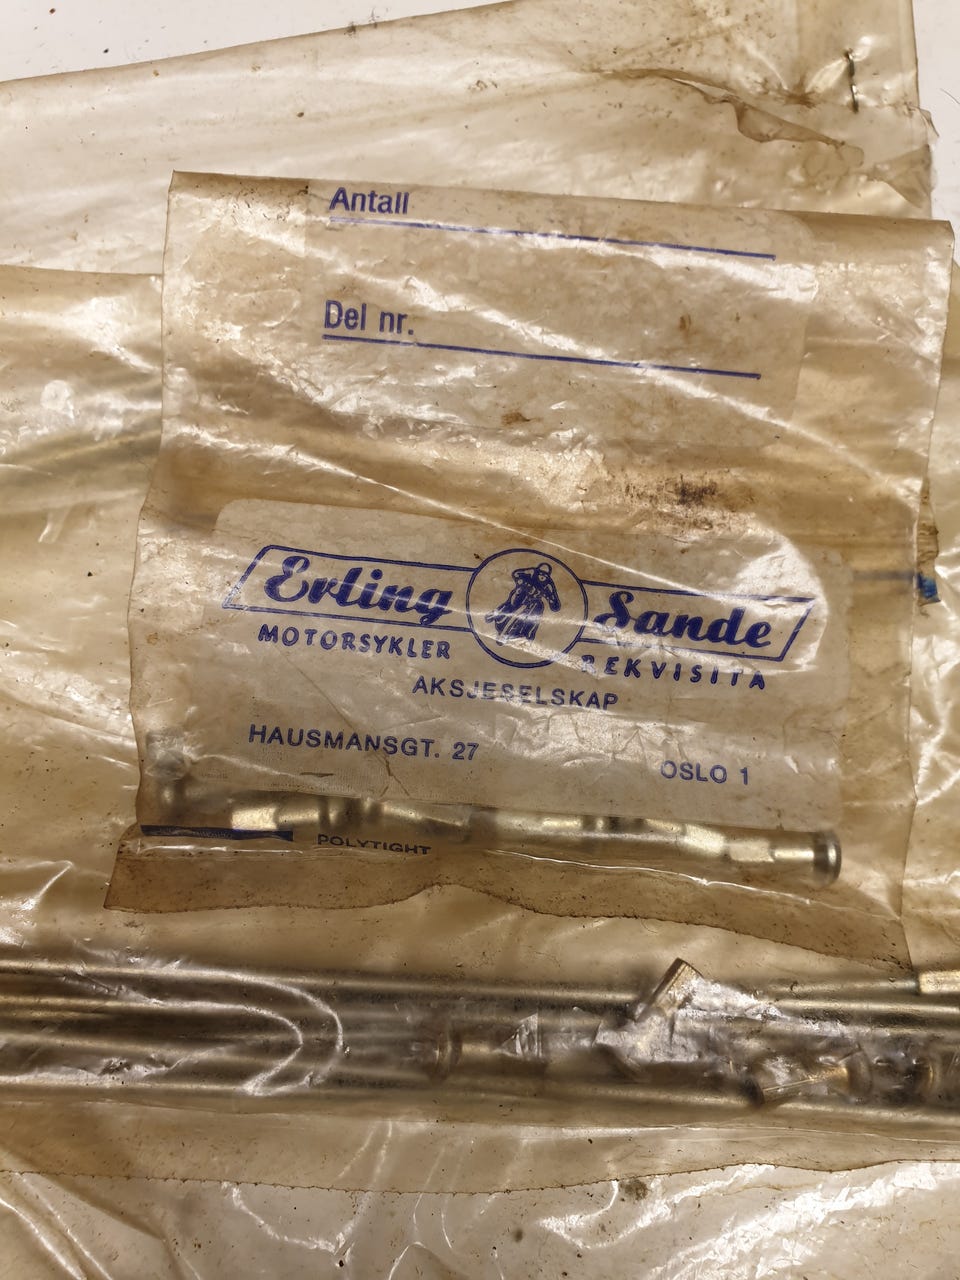 Antall
Del nr.
Erling Sande
MOTORSYKLER REKVISITA
AKSJESELSKAP
HAUSMANSGT. 27 OSLO 1
POLYTIGHT